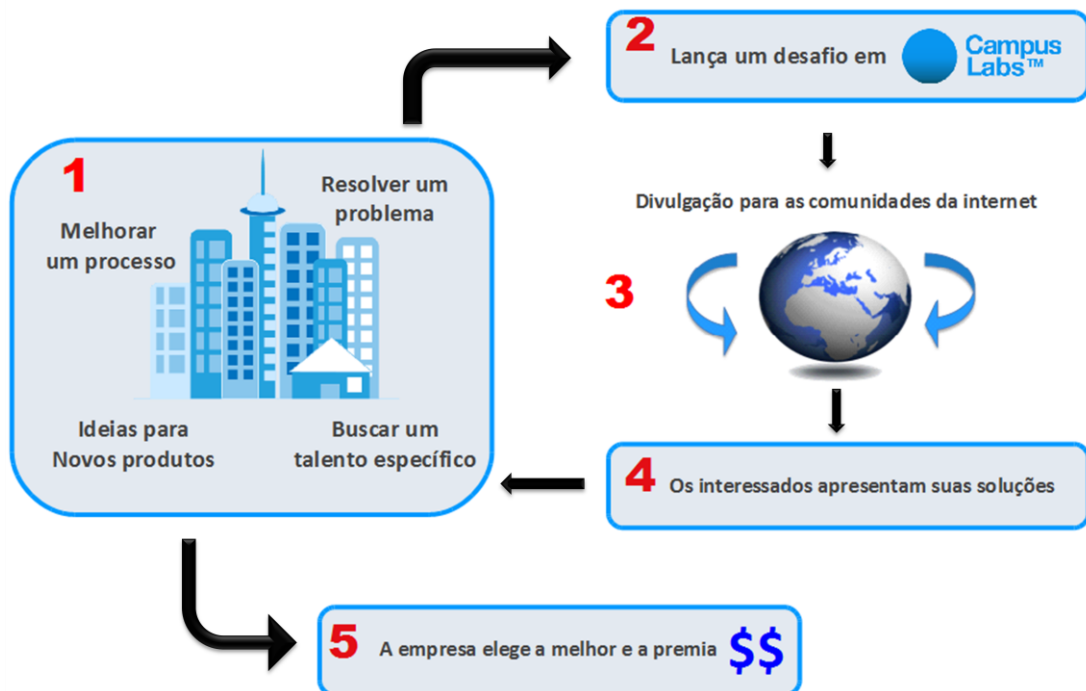 1
Melhorar
um processo
Resolver um
problema
Ideias para
Novos produtos
Buscar um
talento específico
2
Lança um desafio em
Campus
Labs™
Divulgação para as comunidades da internet
3
4
Os interessados apresentam suas soluções
5
A empresa elege a melhor e a premia $$